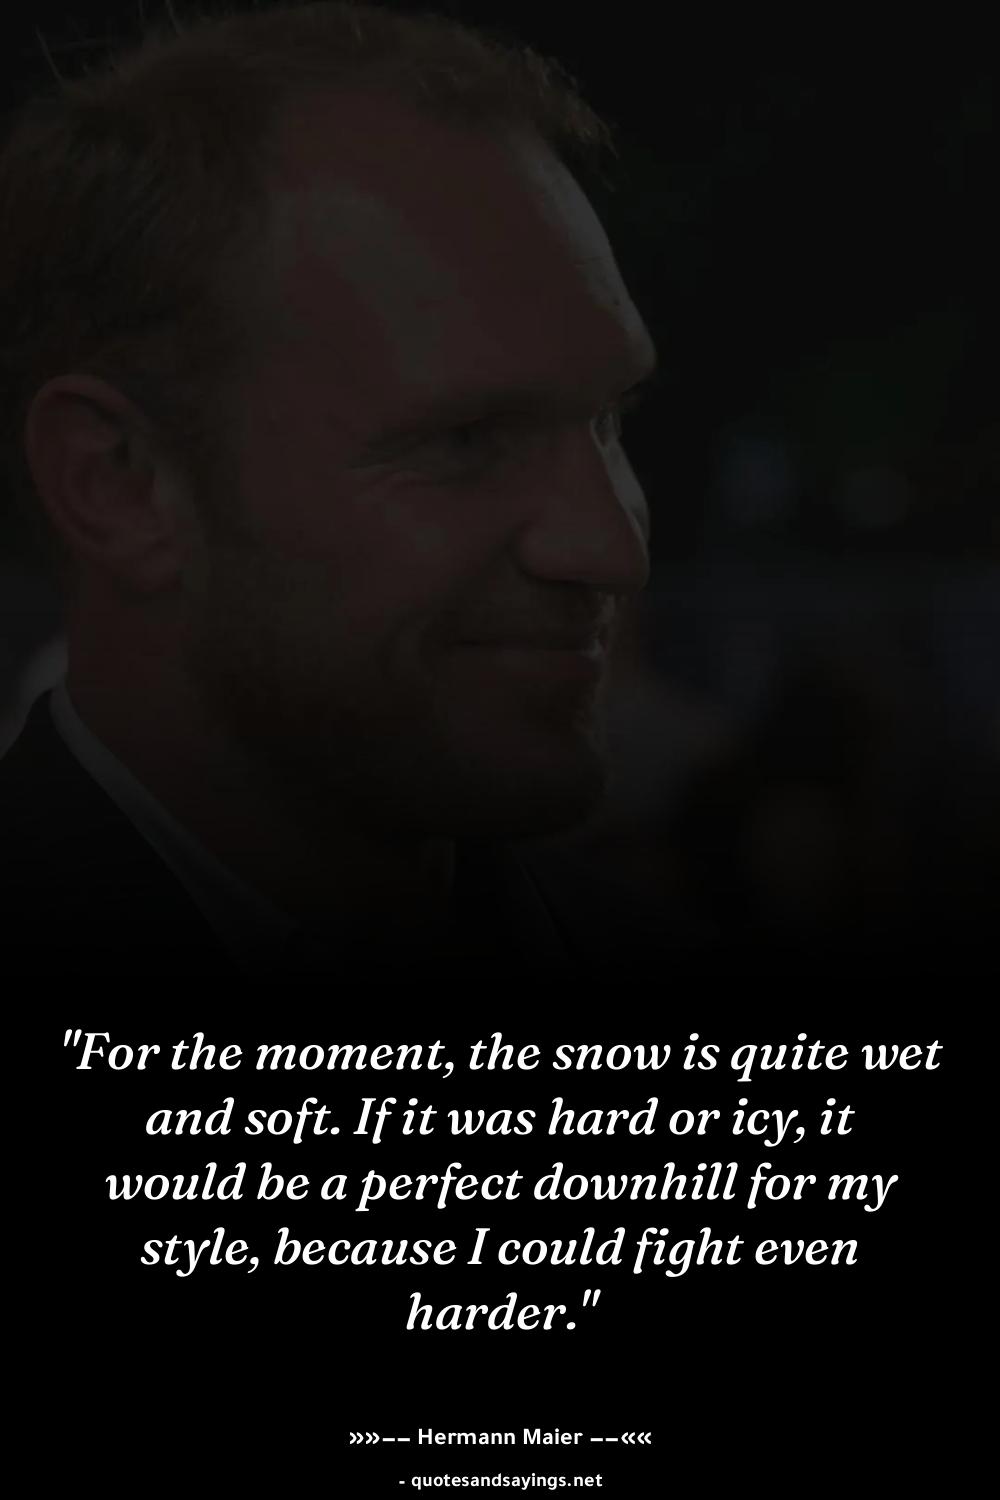 "For the moment, the snow is quite wet
and soft. If it was hard or icy, it
would be a perfect downhill for my
style, because I could fight even
harder."
»»−− Hermann Maier −−««
- quotesandsayings.net